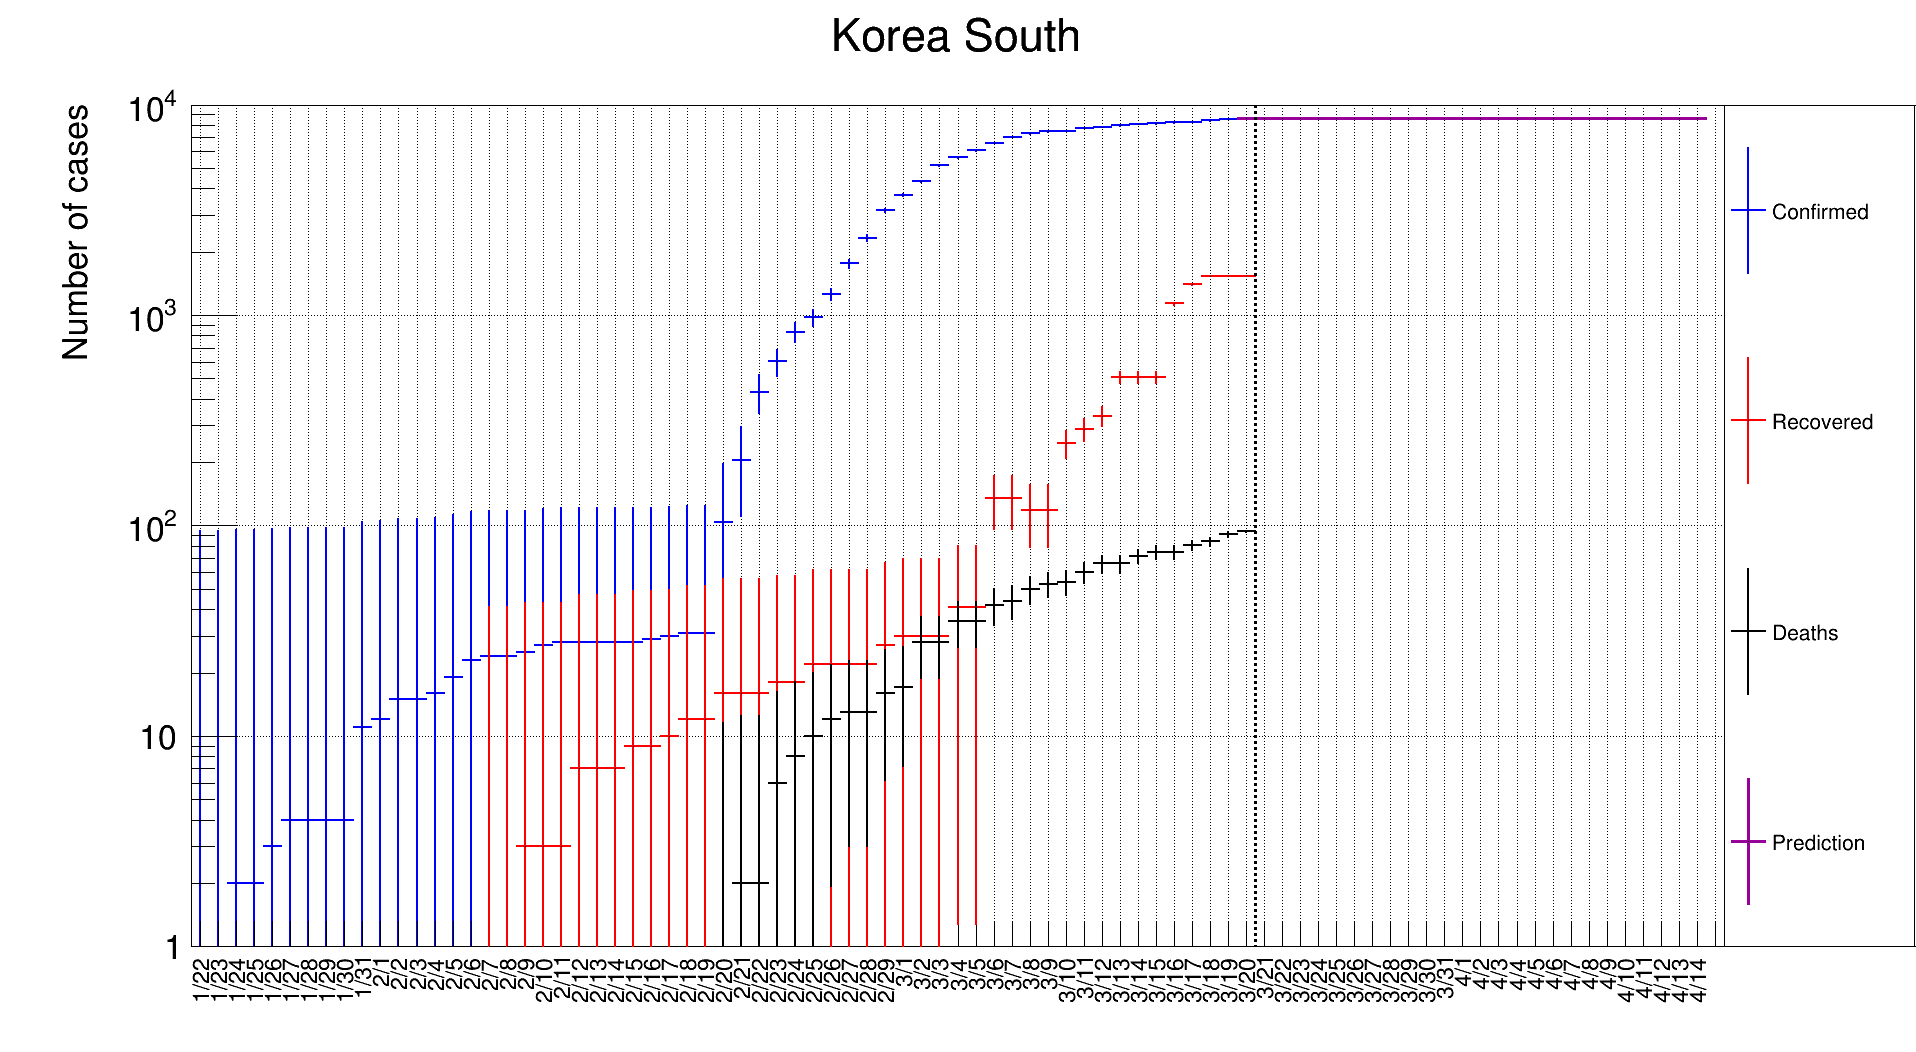 Korea South
Number of cases
10^4
10^3
10^2
10
1
1/22 1/23 1/24 1/25 1/26 1/27 1/28 1/29 1/30 1/31 2/1 2/2 2/3 2/4 2/5 2/6 2/7 2/8 2/9 2/10 2/11 2/12 2/13 2/14 2/15 2/16 2/17 2/18 2/19 2/20 2/21 2/22 2/23 2/24 2/25 2/26 2/27 2/28 2/29 3/1 3/2 3/3 3/4 3/5 3/6 3/7 3/8 3/9 3/10 3/11 3/12 3/13 3/14 3/15 3/16 3/17 3/18 3/19 3/20 3/21 3/22 3/23 3/24 3/25 3/26 3/27 3/28 3/29 3/30 3/31 4/1 4/2 4/3 4/4 4/5 4/6 4/7 4/8 4/9 4/10 4/11 4/12 4/13 4/14
Confirmed
Recovered
Deaths
Prediction